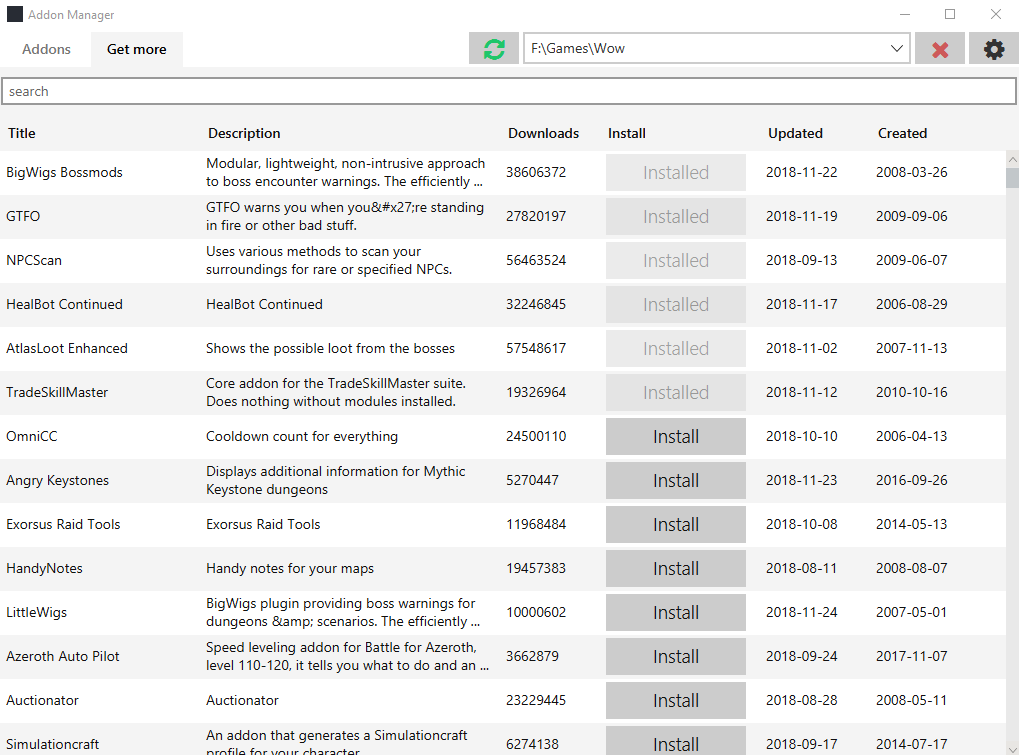 Addon Manager
Addons Get more F:\Games\Wow
search
Title Description Downloads Install Updated Created
BigWigs Bossmods Modular, lightweight, non-intrusive approach 38606372 Installed 2018-11-22 2008-03-26
to boss encounter warnings. The efficiently ...
GTFO GTFO warns you when you&#x27;re standing 27820197 Installed 2018-11-19 2009-09-06
in fire or other bad stuff.
NPCScan Uses various methods to scan your 56463524 Installed 2018-09-13 2009-06-07
surroundings for rare or specified NPCs.
HealBot Continued HealBot Continued 32246845 Installed 2018-11-17 2006-08-29
AtlasLoot Enhanced Shows the possible loot from the bosses 57548617 Installed 2018-11-02 2007-11-13
TradeSkillMaster Core addon for the TradeSkillMaster suite. 19326964 Installed 2018-11-12 2010-10-16
Does nothing without modules installed.
OmniCC Cooldown count for everything 24500110 Install 2018-10-10 2006-04-13
Angry Keystones Displays additional information for Mythic 5270447 Install 2018-11-23 2016-09-26
Keystone dungeons
Exorsus Raid Tools Exorsus Raid Tools 11968484 Install 2018-10-08 2014-05-13
HandyNotes Handy notes for your maps 19457383 Install 2018-08-11 2008-08-07
LittleWigs BigWigs plugin providing boss warnings for 10000602 Install 2018-11-24 2007-05-01
dungeons &amp; scenarios. The efficiently ...
Azeroth Auto Pilot Speed leveling addon for Battle for Azeroth, 3662879 Install 2018-09-24 2017-11-07
level 110-120, it tells you what to do and an ...
Auctionator Auctionator 23229445 Install 2018-08-28 2008-05-11
Simulationcraft An addon that generates a Simulationcraft 6274138 Install 2018-09-17 2014-07-17
profile for your character